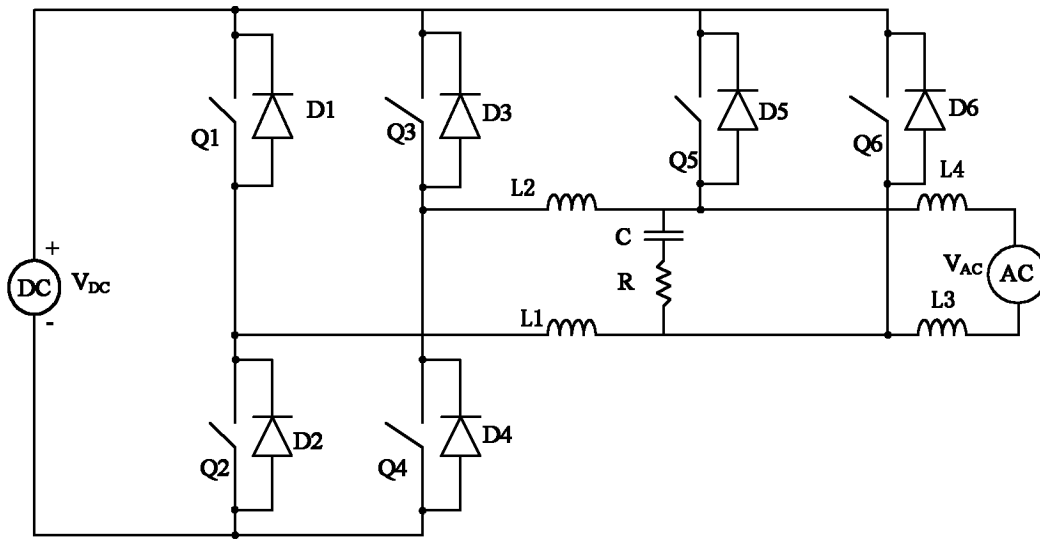 D1
D3
D5
D6
Q1
Q3
Q5
Q6
L2
L4
C
+
DC
VDC
R
VAC
AC
-
L1
L3
D2
D4
Q2
Q4